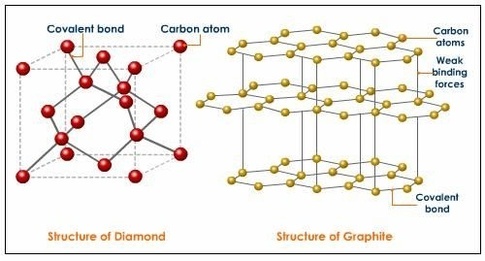 Covalent bond
Carbon atom
Carbon
atoms
Weak
binding
forces
Covalent
bond
Structure of Diamond
Structure of Graphite